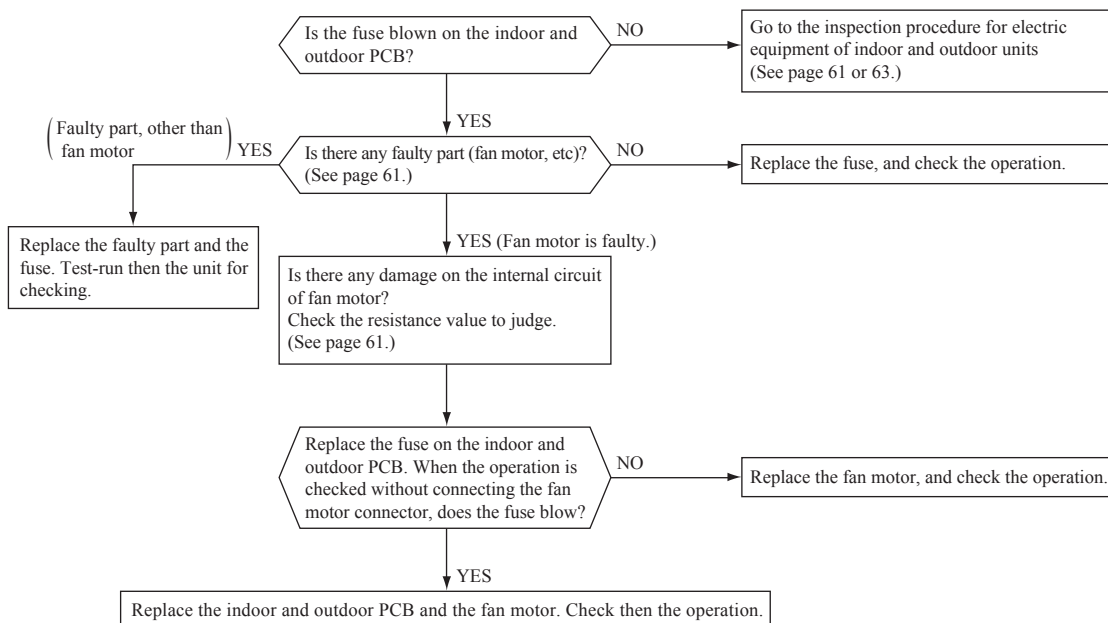 Is the fuse blown on the indoor and
outdoor PCB?
NO
Go to the inspection procedure for electric
equipment of indoor and outdoor units
(See page 61 or 63.)
YES
(Faulty part, other than
fan motor)
YES
Is there any faulty part (fan motor, etc)?
(See page 61.)
NO
Replace the fuse, and check the operation.
Replace the faulty part and the
fuse. Test-run then the unit for
checking.
YES (Fan motor is faulty.)
Is there any damage on the internal circuit
of fan motor?
Check the resistance value to judge.
(See page 61.)
Replace the fuse on the indoor and
outdoor PCB. When the operation is
checked without connecting the fan
motor connector, does the fuse blow?
NO
Replace the fan motor, and check the operation.
YES
Replace the indoor and outdoor PCB and the fan motor. Check then the operation.